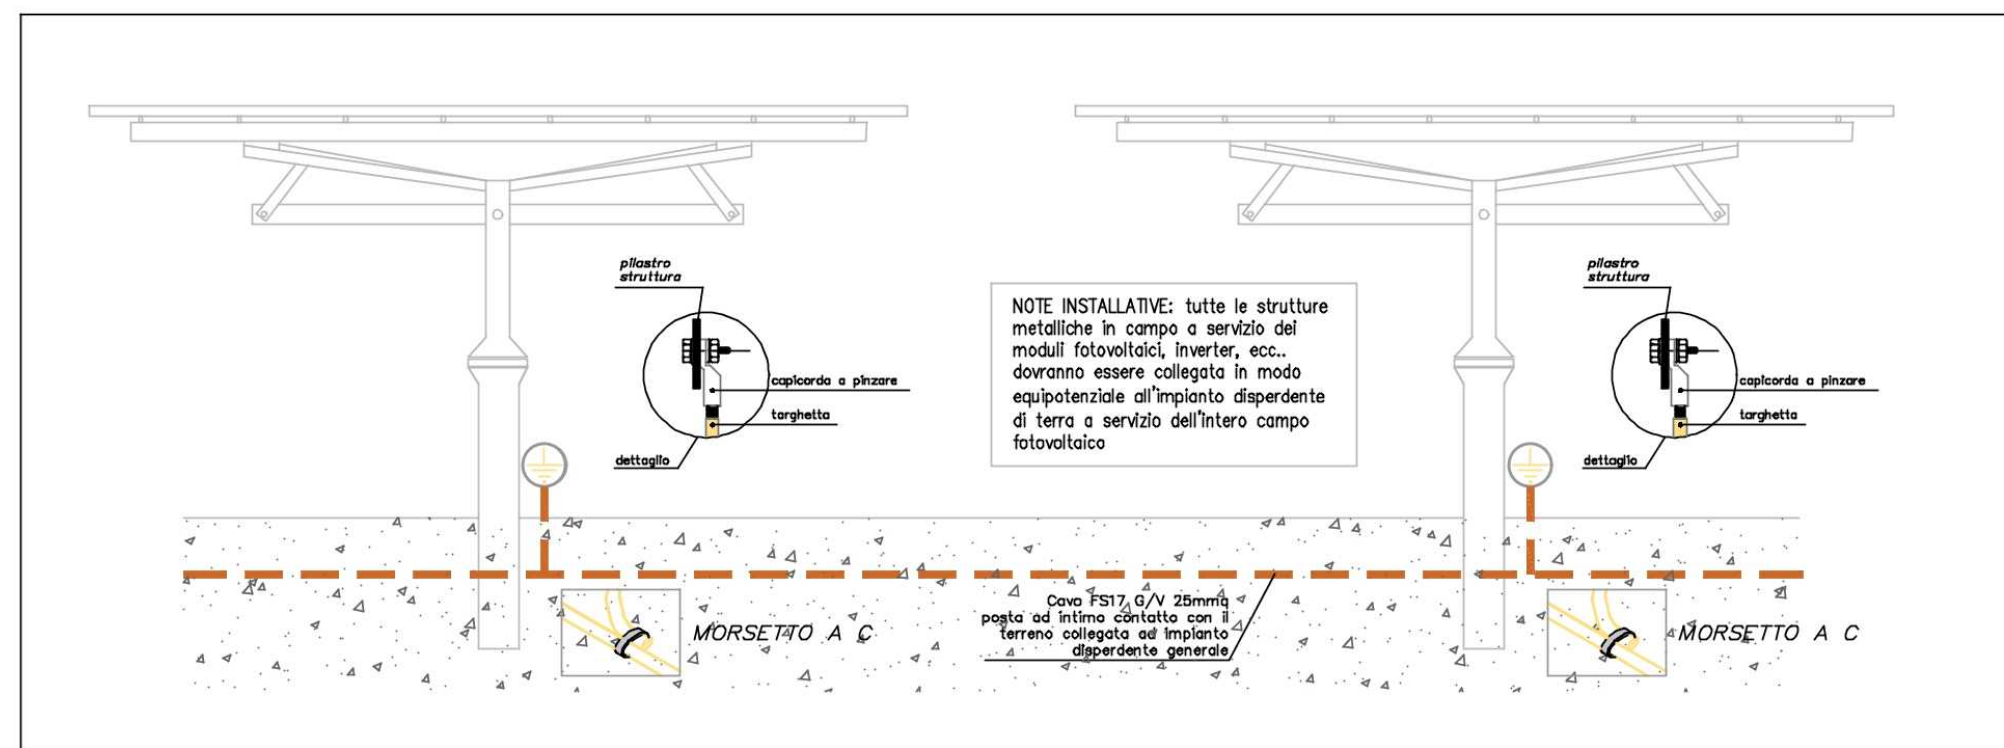 pilastro
struttura
capicorda a pinzare
targhetta
dettaglio
NOTE INSTALLATIVE: tutte le strutture
metalliche in campo a servizio dei
moduli fotovoltaici, inverter, ecc..
dovranno essere collegata in modo
equipotenziale all'impianto disperdente
di terra a servizio dell'intero campo
fotovoltaico
pilastro
struttura
capicorda a pinzare
targhetta
dettaglio
MORSETTO A C
Cavo FS17 G/V 25mmq
posta ad intimo contatto con il
terreno collegata ad impianto
disperdente generale
MORSETTO A C